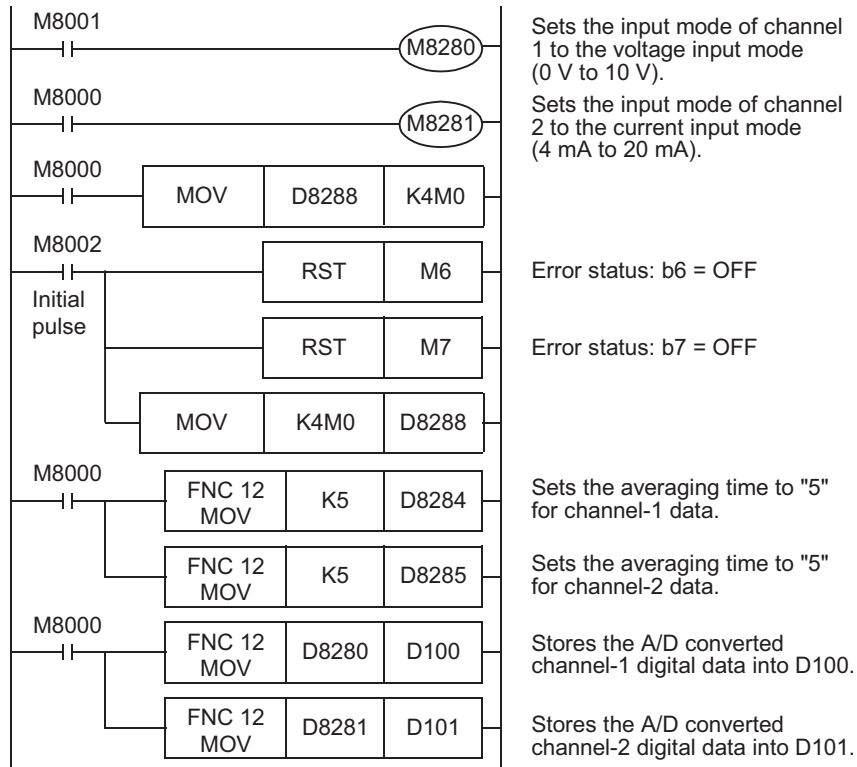 M8001
M8280
Sets the input mode of channel
1 to the voltage input mode
(0 V to 10 V).
M8000
M8281
Sets the input mode of channel
2 to the current input mode
(4 mA to 20 mA).
M8000
MOV D8288 K4M0
M8002
RST M6
Error status: b6 = OFF
Initial
pulse
RST M7
Error status: b7 = OFF
MOV K4M0 D8288
M8000
FNC 12
MOV
K5 D8284
Sets the averaging time to "5"
for channel-1 data.
FNC 12
MOV
K5 D8285
Sets the averaging time to "5"
for channel-2 data.
M8000
FNC 12
MOV
D8280 D100
Stores the A/D converted
channel-1 digital data into D100.
FNC 12
MOV
D8281 D101
Stores the A/D converted
channel-2 digital data into D101.